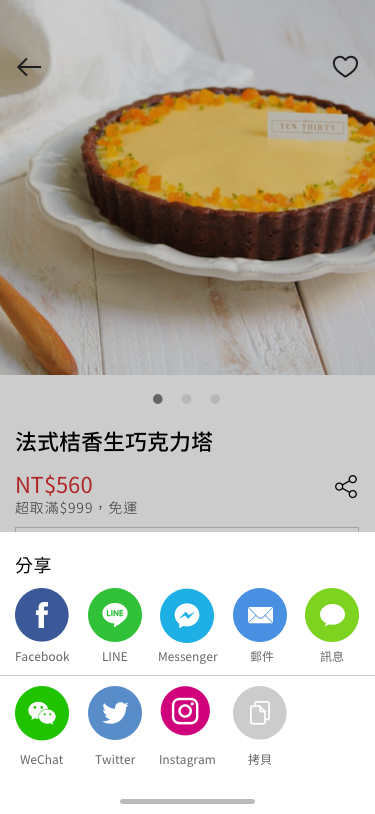 TEN THIRTY
法式桔香生巧克力塔
NT$560
超取滿$999，免運
分享
LINE
Facebook
LINE
Messenger
郵件
訊息
WeChat
Twitter
Instagram
拷貝